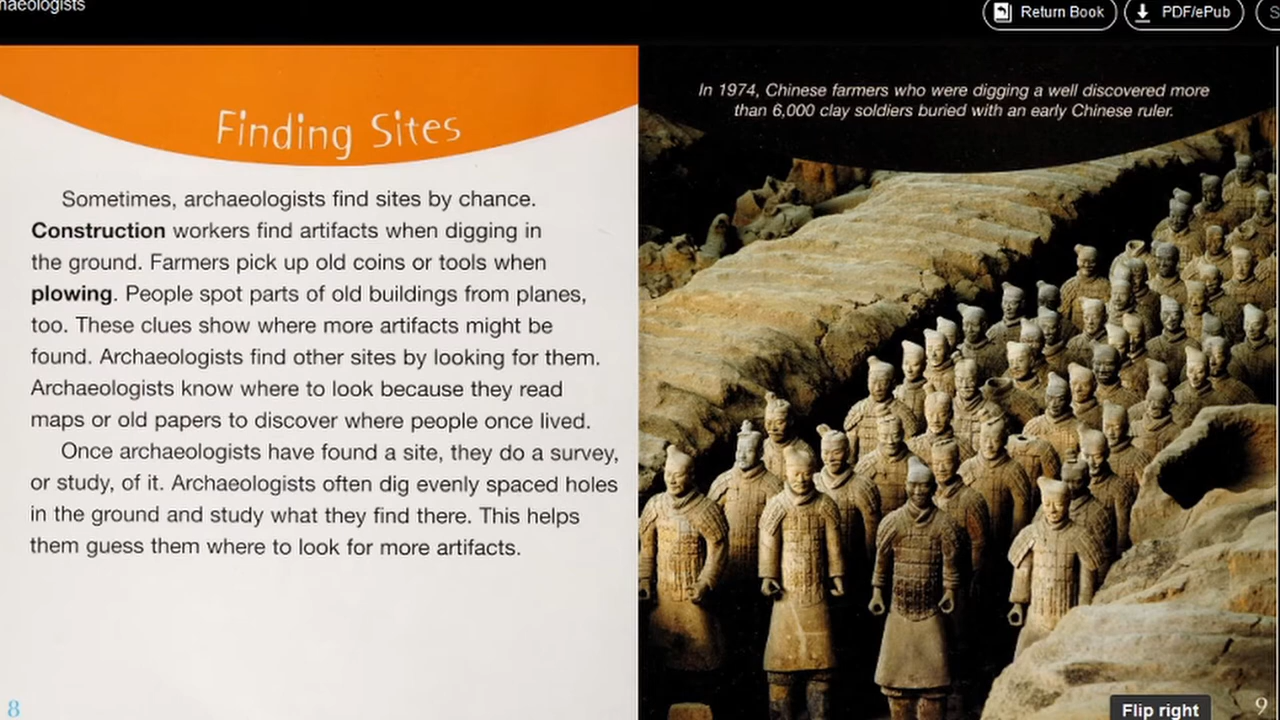 Return Book
PDF/ePub
Finding Sites
Sometimes, archaeologists find sites by chance.
Construction workers find artifacts when digging in
the ground. Farmers pick up old coins or tools when
plowing. People spot parts of old buildings from planes,
too. These clues show where more artifacts might be
found. Archaeologists find other sites by looking for them.
Archaeologists know where to look because they read
maps or old papers to discover where people once lived.
Once archaeologists have found a site, they do a survey,
or study, of it. Archaeologists often dig evenly spaced holes
in the ground and study what they find there. This helps
them guess them where to look for more artifacts.
8
In 1974, Chinese farmers who were digging a well discovered more
than 6,000 clay soldiers buried with an early Chinese ruler.
Flip right
9